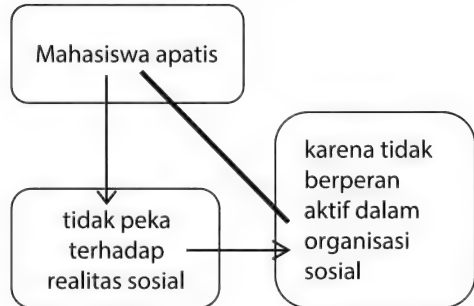 Mahasiswa apatis
tidak peka
terhadap
realitas sosial
karena tidak
berperan
aktif dalam
organisasi
sosial